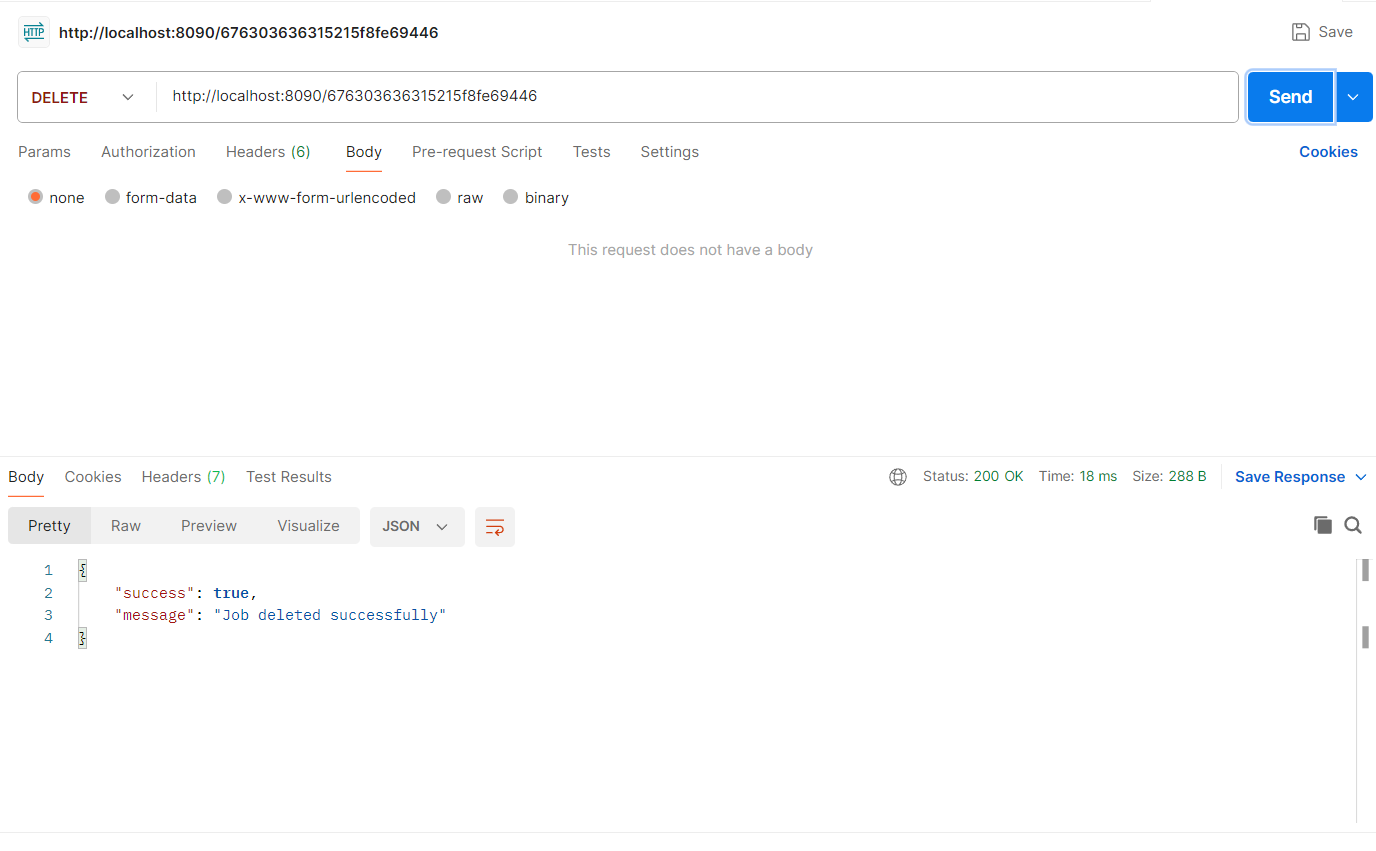 HTTP http://localhost:8090/676303636315215f8fe69446 Save
DELETE http://localhost:8090/676303636315215f8fe69446 Send
Params Authorization Headers (6) Body Pre-request Script Tests Settings Cookies
none form-data x-www-form-urlencoded raw binary
This request does not have a body
Body Cookies Headers (7) Test Results Status: 200 OK Time: 18 ms Size: 288 B Save Response
Pretty Raw Preview Visualize JSON
1 {
2 "success": true,
3 "message": "Job deleted successfully"
4 }